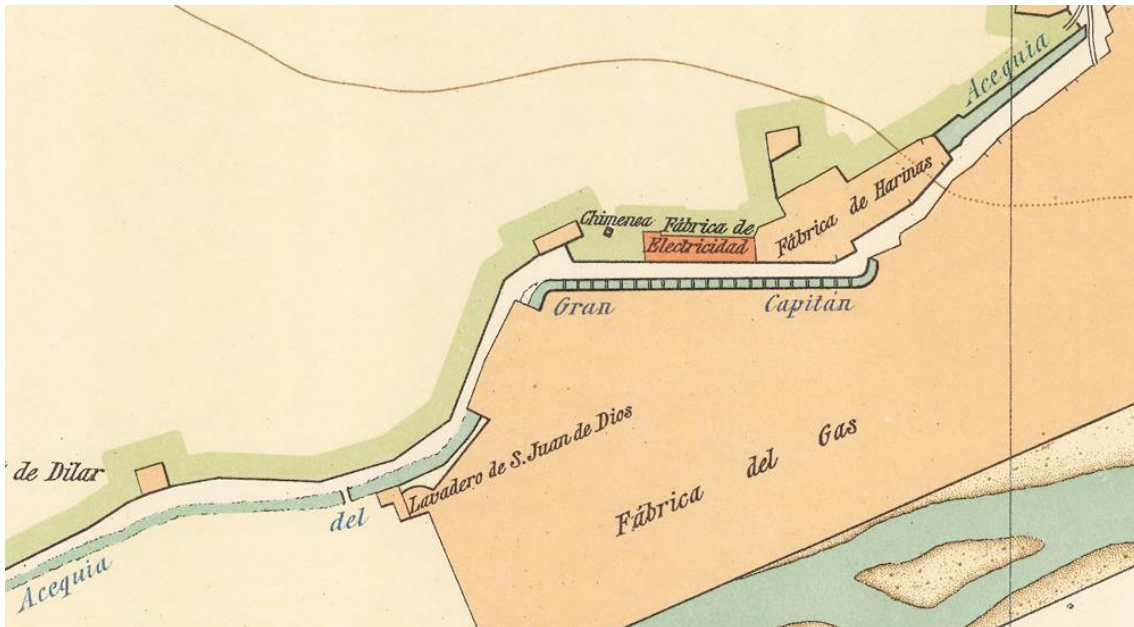 Acequia
Fábrica de Harinas
Chimenea
Fábrica de
Electricidad
Gran Capitán
Lavadero de S. Juan de Dios
Fábrica del Gas
de Dilar
del
Acequia